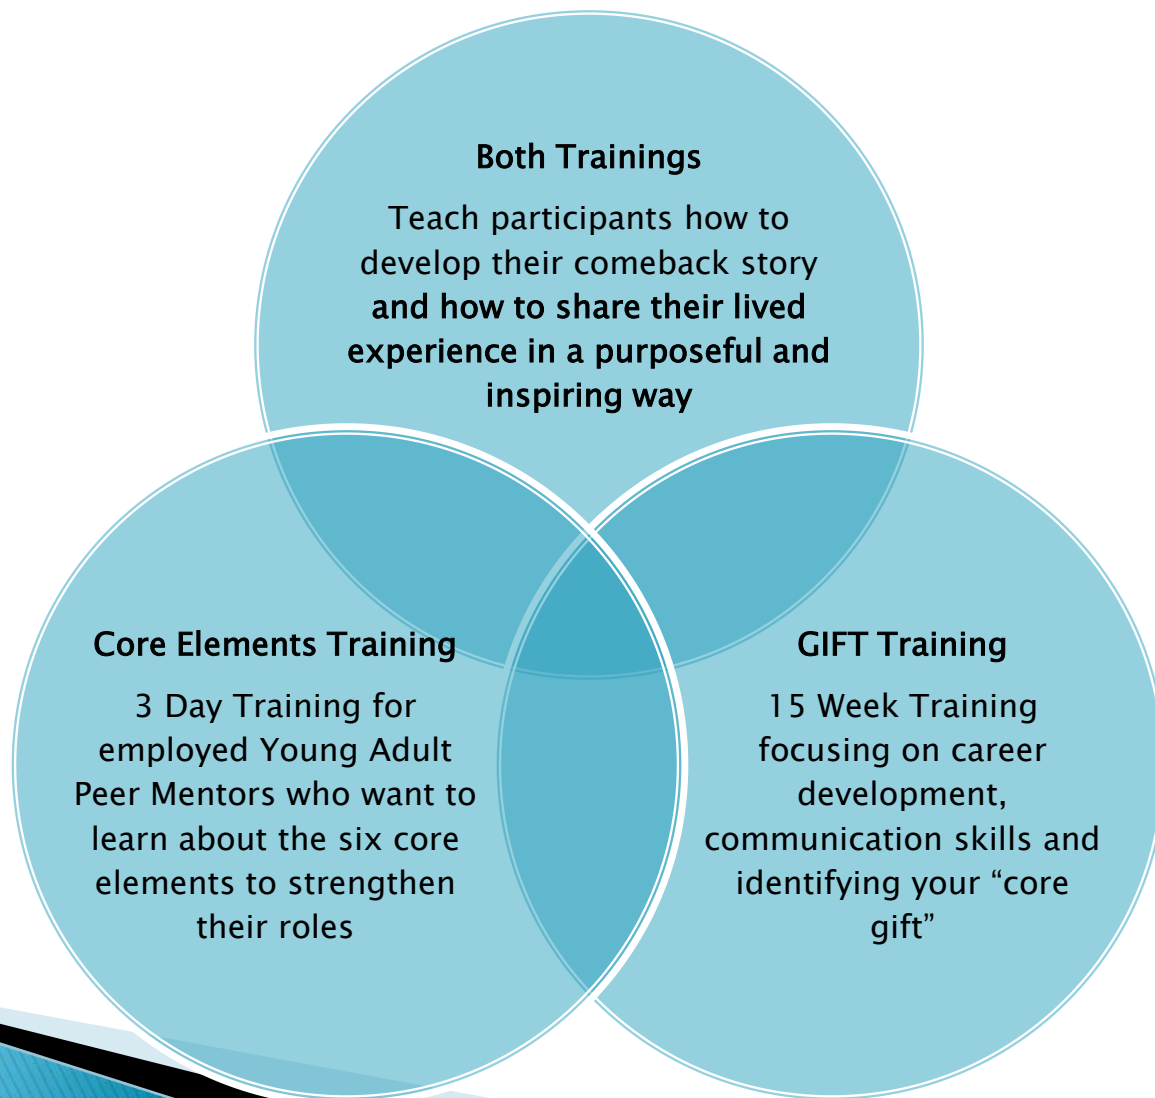 Both Trainings
Teach participants how to
develop their comeback story
and how to share their lived
experience in a purposeful and
inspiring way
Core Elements Training
3 Day Training for
employed Young Adult
Peer Mentors who want to
learn about the six core
elements to strengthen
their roles
GIFT Training
15 Week Training
focusing on career
development,
communication skills and
identifying your “core
gift”